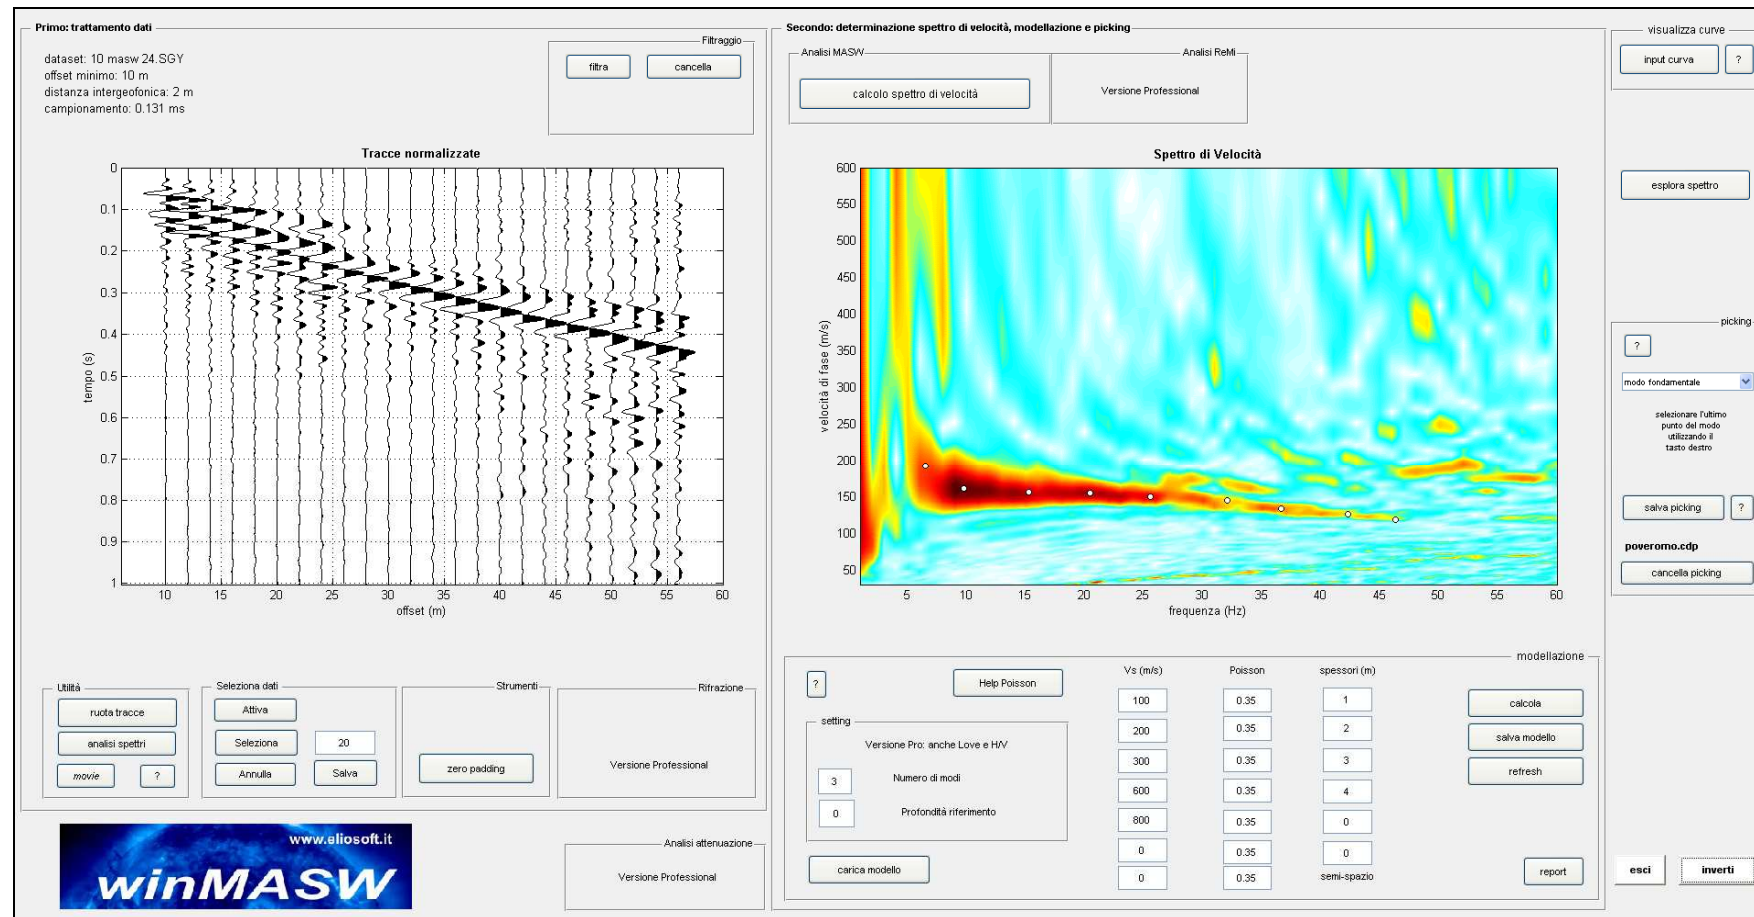 Primo: trattamento dati
dataset: 10 masw 24.SGY
offset minimo: 10 m
distanza intergeofonica: 2 m
campionamento: 0.131 ms
Filtraggio
filtra
cancella
Tracce normalizzate
0
0.1
0.2
0.3
0.4
0.5
0.6
0.7
0.8
0.9
1
tempo (s)
10 15 20 25 30 35 40 45 50 55 60
offset (m)
Utilità
ruota tracce
analisi spettri
movie
?
Seleziona dati
Attiva
Seleziona
20
Annulla
Salva
Strumenti
zero padding
Rifrazione
Versione Professional
www.eliosoft.it
winMASW
Analisi attenuazione
Versione Professional
Secondo: determinazione spettro di velocità, modellazione e picking
Analisi MASW
calcolo spettro di velocità
Analisi ReMi
Versione Professional
Spettro di Velocità
600
550
500
450
400
350
300
250
200
150
100
50
velocità di fase (m/s)
5 10 15 20 25 30 35 40 45 50 55 60
frequenza (Hz)
modellazione
?
Help Poisson
setting
Versione Pro: anche Love e H/V
3
Numero di modi
0
Profondità riferimento
carica modello
Vs (m/s) Poisson spessori (m)
100 0.35 1
200 0.35 2
300 0.35 3
600 0.35 4
800 0.35 0
0 0.35 0
0 0.35 semi-spazio
calcola
salva modello
refresh
report
visualizza curve
input curva
?
esplora spettro
picking
?
modo fondamentale
selezionare l'ultimo
punto del modo
utilizzando il
tasto destro
salva picking
?
poveromo.cdp
cancella picking
esci
inverti